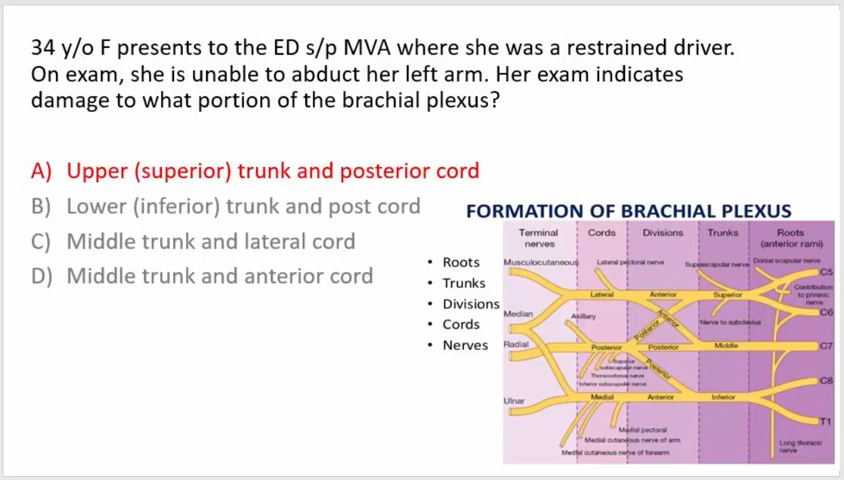 34 y/o F presents to the ED s/p MVA where she was a restrained driver.
On exam, she is unable to abduct her left arm. Her exam indicates
damage to what portion of the brachial plexus?
A) Upper (superior) trunk and posterior cord
B) Lower (inferior) trunk and post cord
C) Middle trunk and lateral cord
D) Middle trunk and anterior cord
• Roots
• Trunks
• Divisions
• Cords
• Nerves
FORMATION OF BRACHIAL PLEXUS
Terminal nerves
Cords
Divisions
Trunks
Roots (anterior rami)
Musculocutaneous
Lateral pectoral nerve
Suprascapular nerve
Dorsal scapular nerve
C5
Contribution to phrenic nerve
Lateral
Anterior
Superior
C6
Median
Axillary
Anterior
Posterior
Nerve to subclavius
Radial
Posterior
Posterior
Middle
C7
Superior subscapular nerve
Thoracodorsal nerve
Inferior subscapular nerve
Posterior
C8
Ulnar
Medial
Anterior
Inferior
T1
Medial pectoral
Medial cutaneous nerve of arm
Medial cutaneous nerve of forearm
Long thoracic nerve